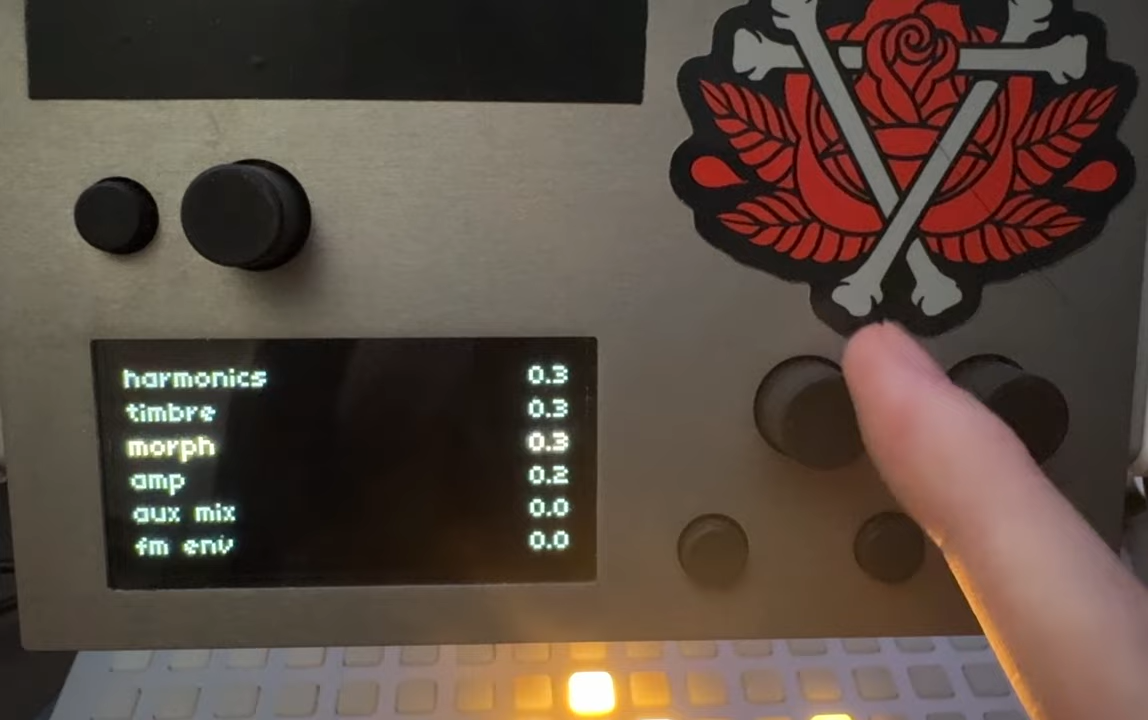 harmonics 0.3
timbre 0.3
morph 0.3
amp 0.2
aux mix 0.0
fm env 0.0